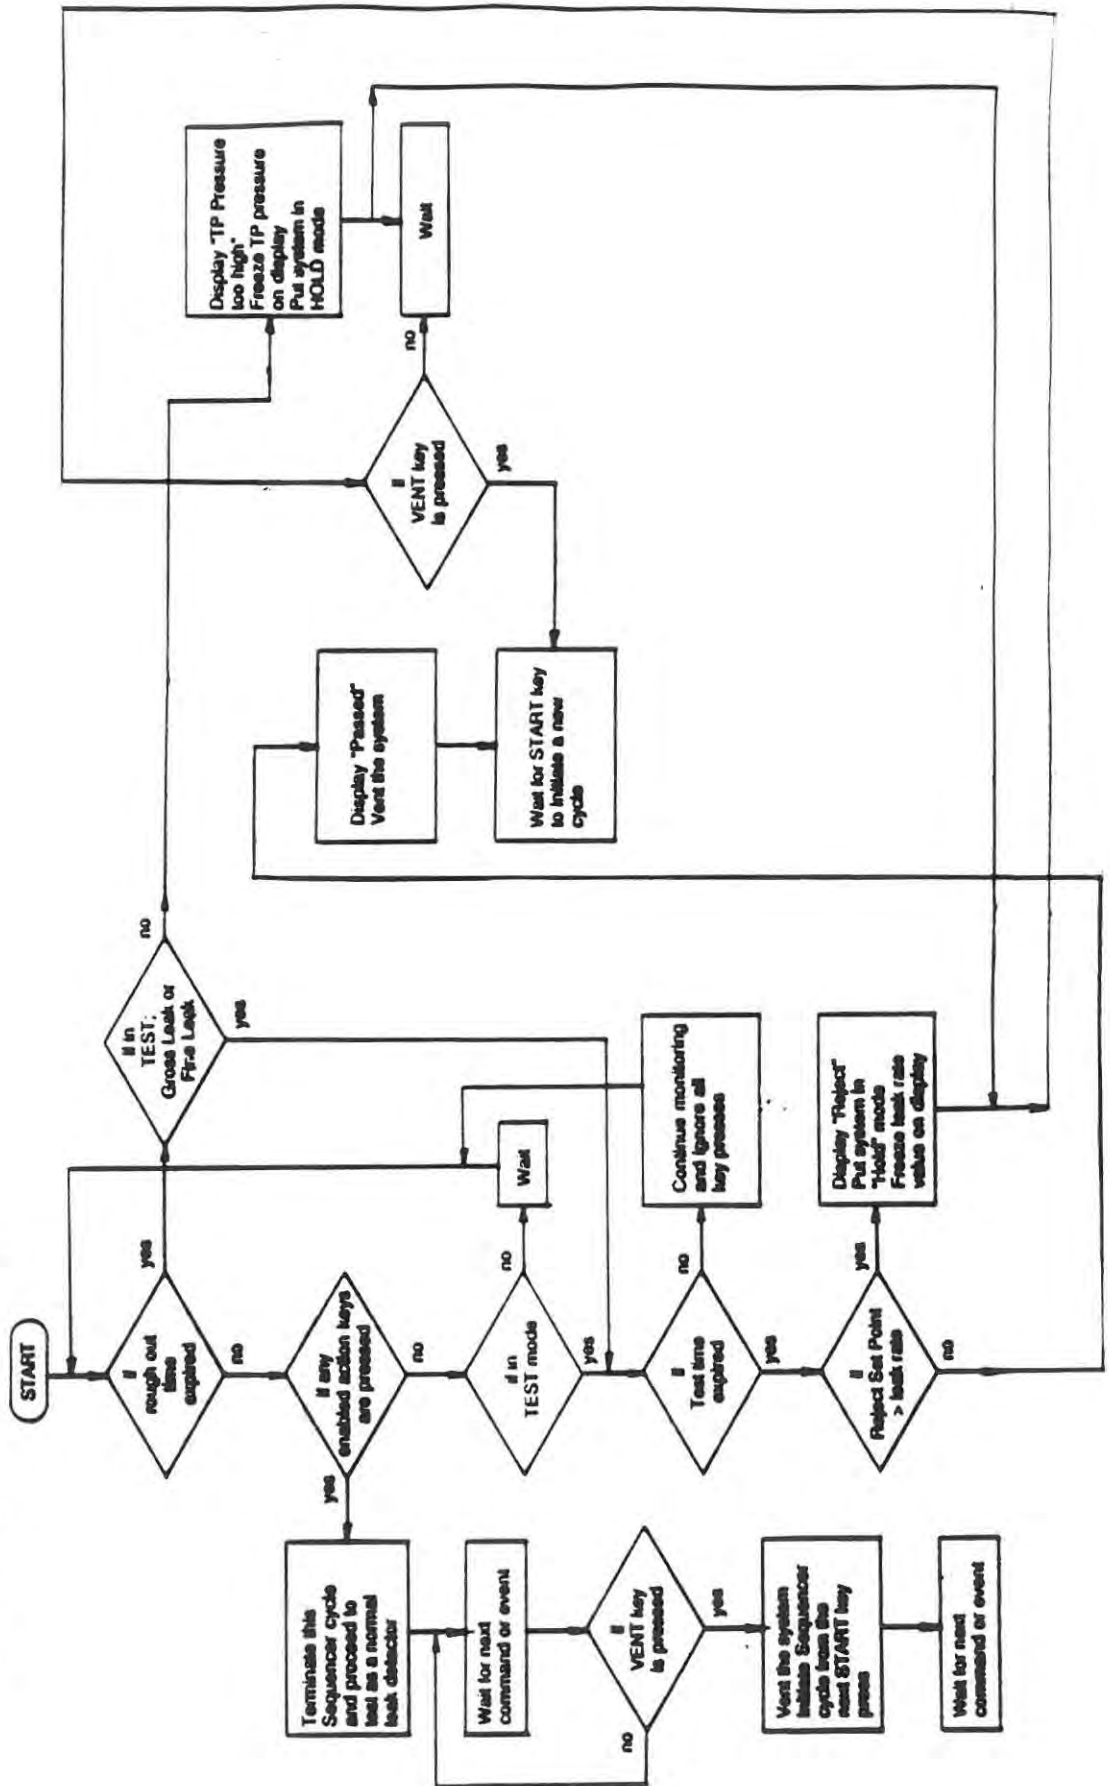 START
If
rough out
time
expired
yes
no
If in
TEST;
Gross Leak or
Fine Leak
no
yes
Display "TP Pressure
too high"
Freeze TP pressure
on display
Put system in
HOLD mode
Wait
If any
enabled action keys
are pressed
yes
no
Terminate this
Sequencer cycle
and proceed to
test as a normal
leak detector
Wait for next
command or event
If
VENT key
is pressed
no
yes
Vent the system
Initiate Sequencer
cycle from the
next START key
press
Wait for next
command or event
If in
TEST mode
no
yes
Wait
If
Test time
expired
no
yes
Continue monitoring
and ignore all
key presses
If
Reject Set Point
> leak rate
yes
no
Display "Reject"
Put system in
"Hold" mode
Freeze leak rate
value on display
If
VENT key
is pressed
no
yes
Display "Passed"
Vent the system
Wait for START key
to initiate a new
cycle